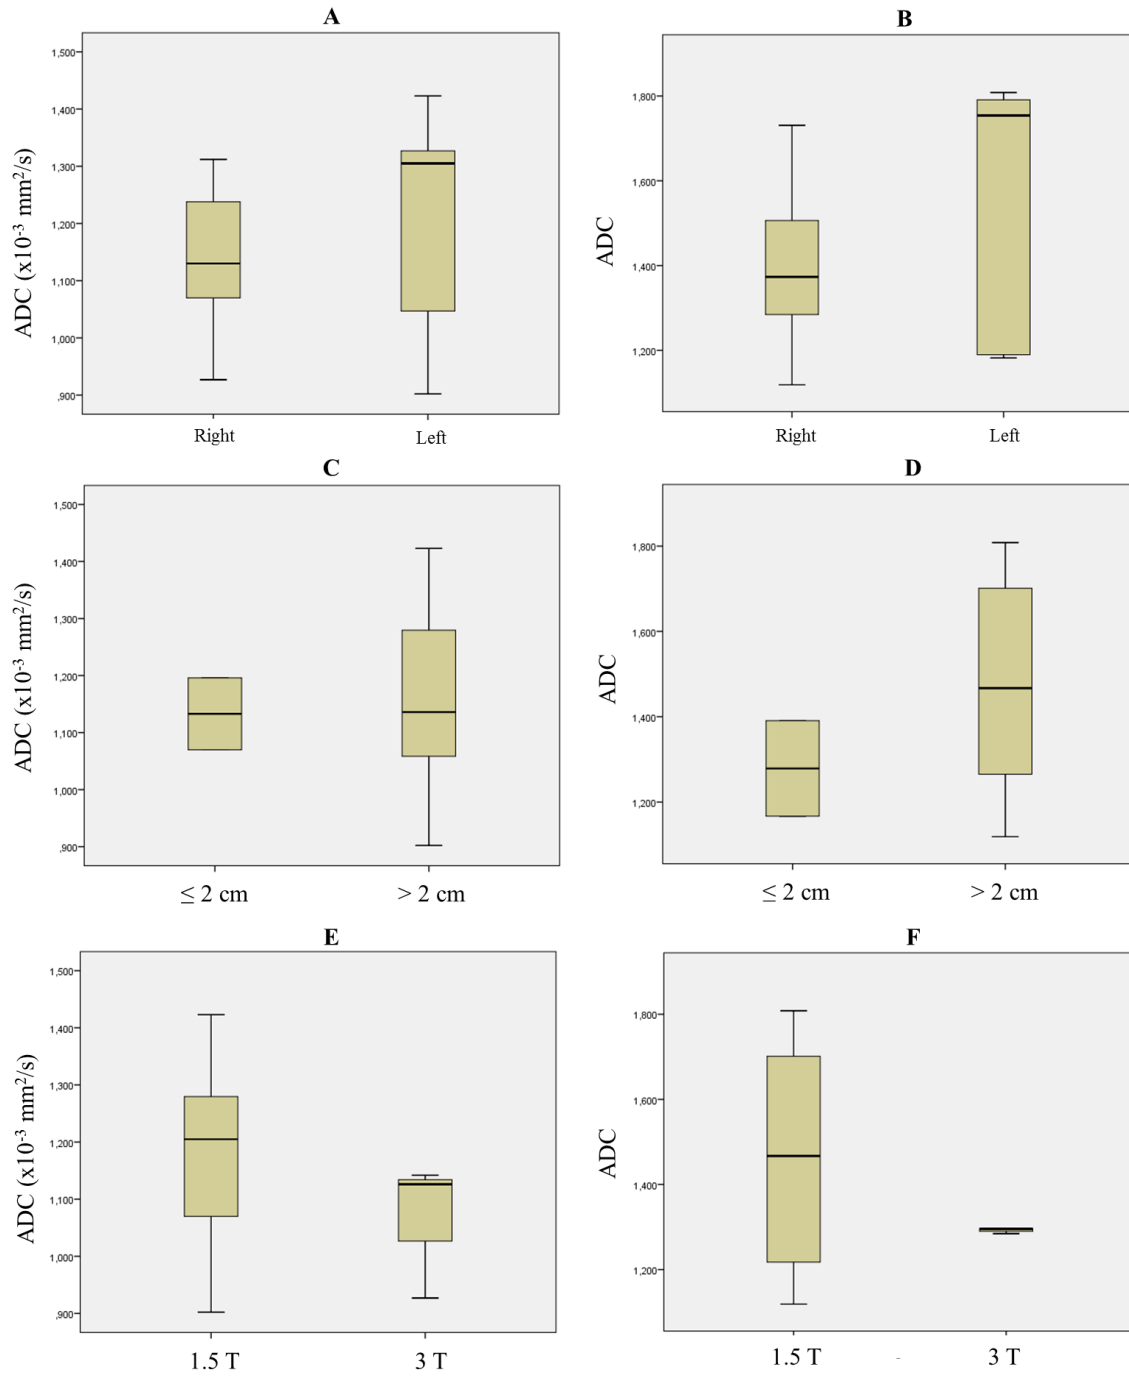 A
ADC (x10⁻³ mm²/s)
1,500
1,400
1,300
1,200
1,100
1,000
,900
Right
Left
B
ADC
1,800
1,600
1,400
1,200
Right
Left
C
ADC (x10⁻³ mm²/s)
1,500
1,400
1,300
1,200
1,100
1,000
,900
≤ 2 cm
> 2 cm
D
ADC
1,800
1,600
1,400
1,200
≤ 2 cm
> 2 cm
E
ADC (x10⁻³ mm²/s)
1,500
1,400
1,300
1,200
1,100
1,000
,900
1.5 T
3 T
F
ADC
1,800
1,600
1,400
1,200
1.5 T
3 T